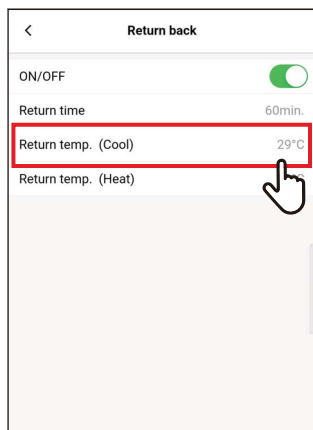 Return back
ON/OFF
Return time 60min.
Return temp. (Cool) 29°C
Return temp. (Heat) °C